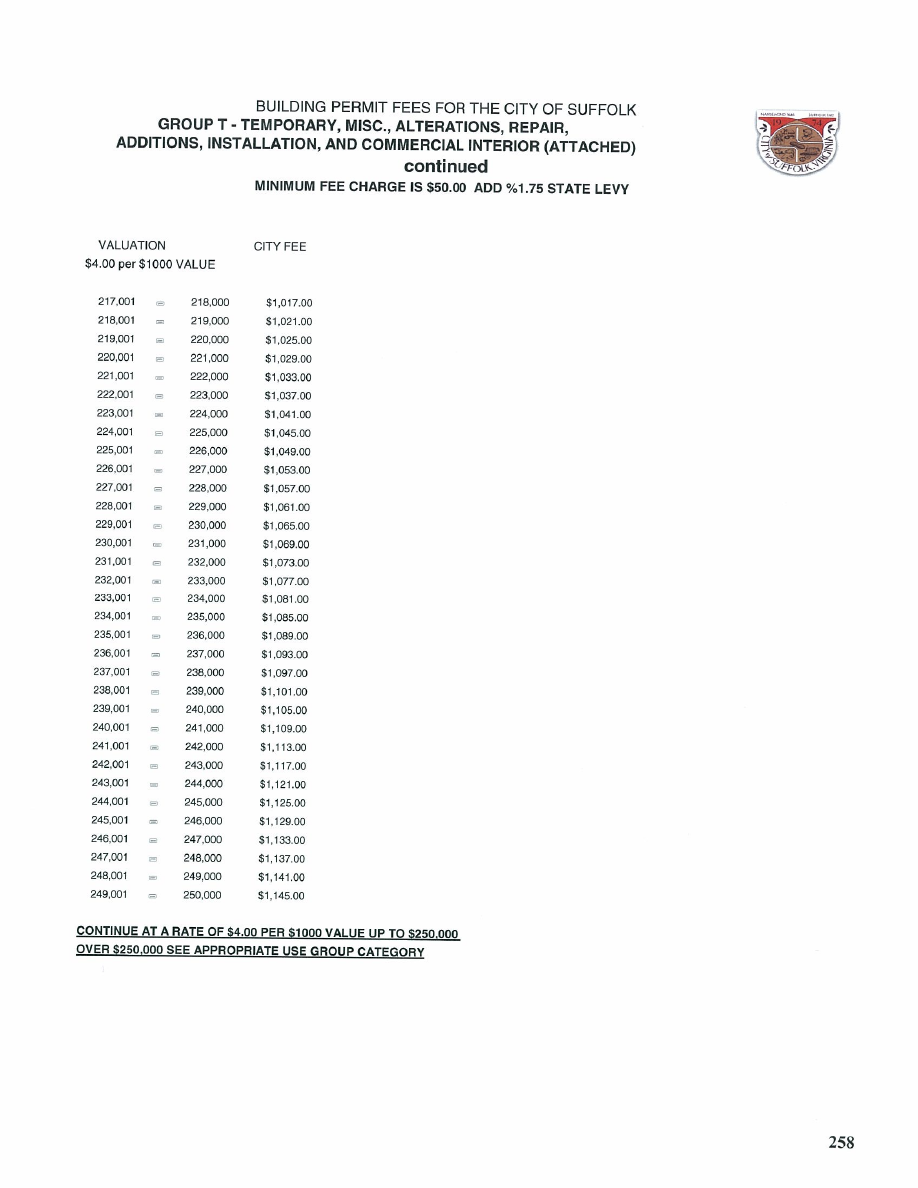 BUILDING PERMIT FEES FOR THE CITY OF SUFFOLK
GROUP T - TEMPORARY, MISC., ALTERATIONS, REPAIR,
ADDITIONS, INSTALLATION, AND COMMERCIAL INTERIOR (ATTACHED)
continued
MINIMUM FEE CHARGE IS $50.00 ADD %1.75 STATE LEVY
19 74
CITY of SUFFOLK, VIRGINIA
VALUATION CITY FEE
$4.00 per $1000 VALUE
217,001 - 218,000 $1,017.00
218,001 - 219,000 $1,021.00
219,001 - 220,000 $1,025.00
220,001 - 221,000 $1,029.00
221,001 - 222,000 $1,033.00
222,001 - 223,000 $1,037.00
223,001 - 224,000 $1,041.00
224,001 - 225,000 $1,045.00
225,001 - 226,000 $1,049.00
226,001 - 227,000 $1,053.00
227,001 - 228,000 $1,057.00
228,001 - 229,000 $1,061.00
229,001 - 230,000 $1,065.00
230,001 - 231,000 $1,069.00
231,001 - 232,000 $1,073.00
232,001 - 233,000 $1,077.00
233,001 - 234,000 $1,081.00
234,001 - 235,000 $1,085.00
235,001 - 236,000 $1,089.00
236,001 - 237,000 $1,093.00
237,001 - 238,000 $1,097.00
238,001 - 239,000 $1,101.00
239,001 - 240,000 $1,105.00
240,001 - 241,000 $1,109.00
241,001 - 242,000 $1,113.00
242,001 - 243,000 $1,117.00
243,001 - 244,000 $1,121.00
244,001 - 245,000 $1,125.00
245,001 - 246,000 $1,129.00
246,001 - 247,000 $1,133.00
247,001 - 248,000 $1,137.00
248,001 - 249,000 $1,141.00
249,001 - 250,000 $1,145.00
CONTINUE AT A RATE OF $4.00 PER $1000 VALUE UP TO $250,000
OVER $250,000 SEE APPROPRIATE USE GROUP CATEGORY
258